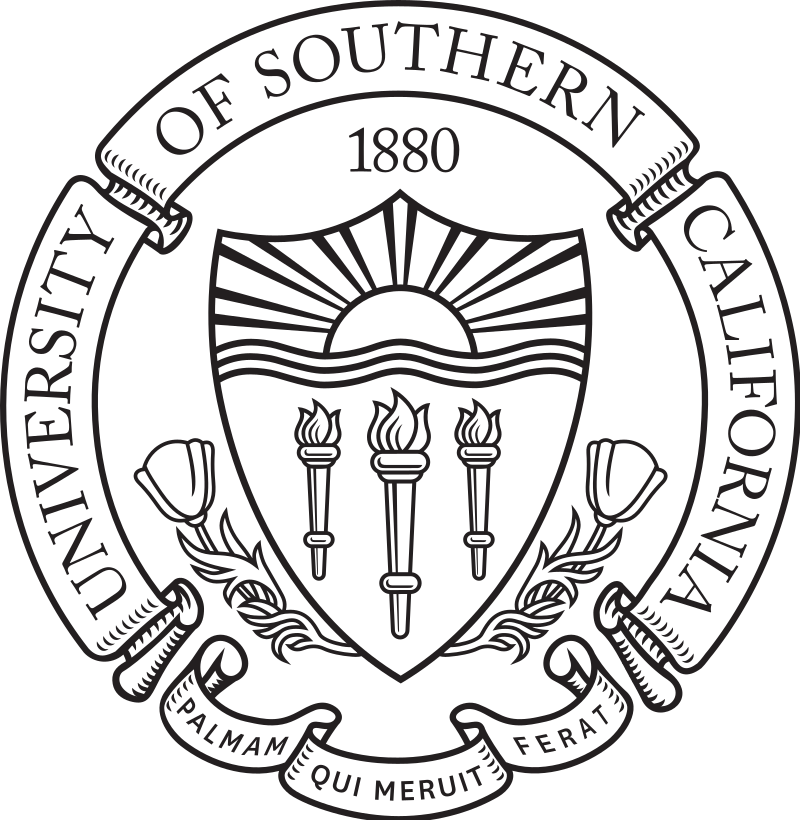 UNIVERSITY OF SOUTHERN CALIFORNIA
1880
PALMAM QUI MERUIT FERAT